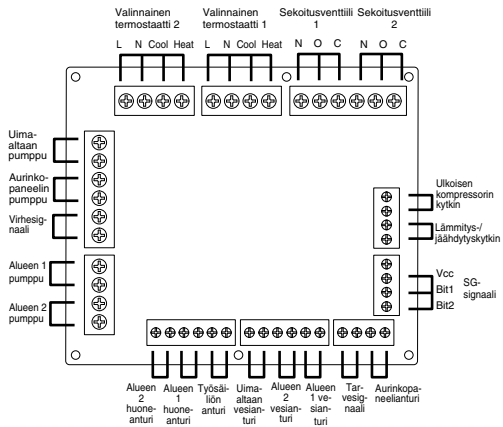 Valinnainen
termostaatti 2
Valinnainen
termostaatti 1
Sekoitusventtiili
1
Sekoitusventtiili
2
L N Cool Heat
L N Cool Heat
N O C
N O C
Uima-
altaan
pumppu
Aurinko-
paneelin
pumppu
Virhesig-
naali
Alueen 1
pumppu
Alueen 2
pumppu
Ulkoisen
kompressorin
kytkin
Lämmitys-/
jäähdytyskytkin
Vcc
Bit1
Bit2
SG-
signaali
Alueen
2
huone-
anturi
Alueen
1
huone-
anturi
Työsäi-
liön
anturi
Uima-
altaan
vesian-
turi
Alueen
2
vesian-
turi
Alueen
1 ve-
sian-
turi
Tar-
vesig-
naali
Aurinkopa-
neelianturi